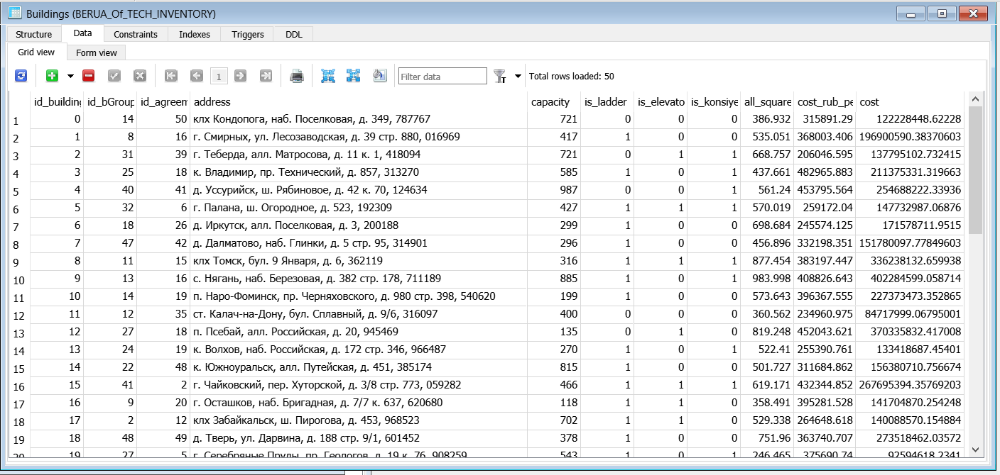 Buildings (BERUA_Of_TECH_INVENTORY)
Structure Data Constraints Indexes Triggers DDL
Grid view Form view
1 Filter data T Total rows loaded: 50
id_building id_bGroup id_agreem address capacity is_ladder is_elevato is_konsiye all_square cost_rub_pe cost
1 0 14 50 клх Кондопога, наб. Поселковая, д. 349, 787767 721 0 0 0 386.932 315891.29 122228448.62228
2 1 8 16 г. Смирных, ул. Лесозаводская, д. 39 стр. 880, 016969 417 1 0 0 535.051 368003.406 196900590.38370603
3 2 31 39 г. Теберда, алл. Матросова, д. 11 к. 1, 418094 721 0 1 1 668.757 206046.595 137795102.732415
4 3 25 18 к. Владимир, пр. Технический, д. 857, 313270 585 1 0 1 437.661 482965.883 211375331.319663
5 4 40 41 д. Уссурийск, ш. Рябиновое, д. 42 к. 70, 124634 987 0 0 1 561.24 453795.564 254688222.33936
6 5 32 6 г. Палана, ш. Огородное, д. 523, 192309 427 1 1 1 570.019 259172.04 147732987.06876
7 6 18 26 д. Иркутск, алл. Поселковая, д. 3, 200188 299 1 0 0 698.684 245574.125 171578711.9515
8 7 47 42 д. Далматово, наб. Глинки, д. 5 стр. 95, 314901 296 1 0 0 456.896 332198.351 151780097.77849603
9 8 11 15 клх Томск, бул. 9 Января, д. 6, 362119 316 1 1 1 877.454 383197.447 336238132.659938
10 9 13 16 с. Нягань, наб. Березовая, д. 382 стр. 178, 711189 885 1 0 1 983.998 408826.643 402284599.058714
11 10 14 19 п. Наро-Фоминск, пр. Черняховского, д. 980 стр. 398, 540620 199 1 0 0 573.643 396367.555 227373473.352865
12 11 12 35 ст. Калач-на-Дону, бул. Сплавный, д. 9/6, 316097 400 0 0 0 360.562 234960.975 84717999.06795001
13 12 27 18 п. Псебай, алл. Российская, д. 20, 945469 135 0 1 0 819.248 452043.621 370335832.417008
14 13 24 19 к. Волхов, наб. Российская, д. 172 стр. 346, 966487 270 1 0 1 522.41 255390.761 133418687.45401
15 14 22 48 к. Южноуральск, алл. Путейская, д. 451, 385174 815 1 0 0 501.727 311684.862 156380710.756674
16 15 41 2 г. Чайковский, пер. Хуторской, д. 3/8 стр. 773, 059282 466 1 1 1 619.171 432344.852 267695394.35769203
17 16 9 20 г. Осташков, наб. Бригадная, д. 7/7 к. 637, 620680 118 1 1 0 358.491 395281.528 141704870.254248
18 17 2 12 клх Забайкальск, ш. Пирогова, д. 453, 968523 702 1 1 0 529.338 264648.618 140088570.154884
19 18 48 49 д. Тверь, ул. Дарвина, д. 188 стр. 9/1, 601452 378 1 0 0 751.96 363740.707 273518462.03572
20 19 27 5 г. Серебряные Пруды, пр. Геологов, д. 19 к. 76, 908259 543 1 0 1 246.465 375690.74 92594618.2341